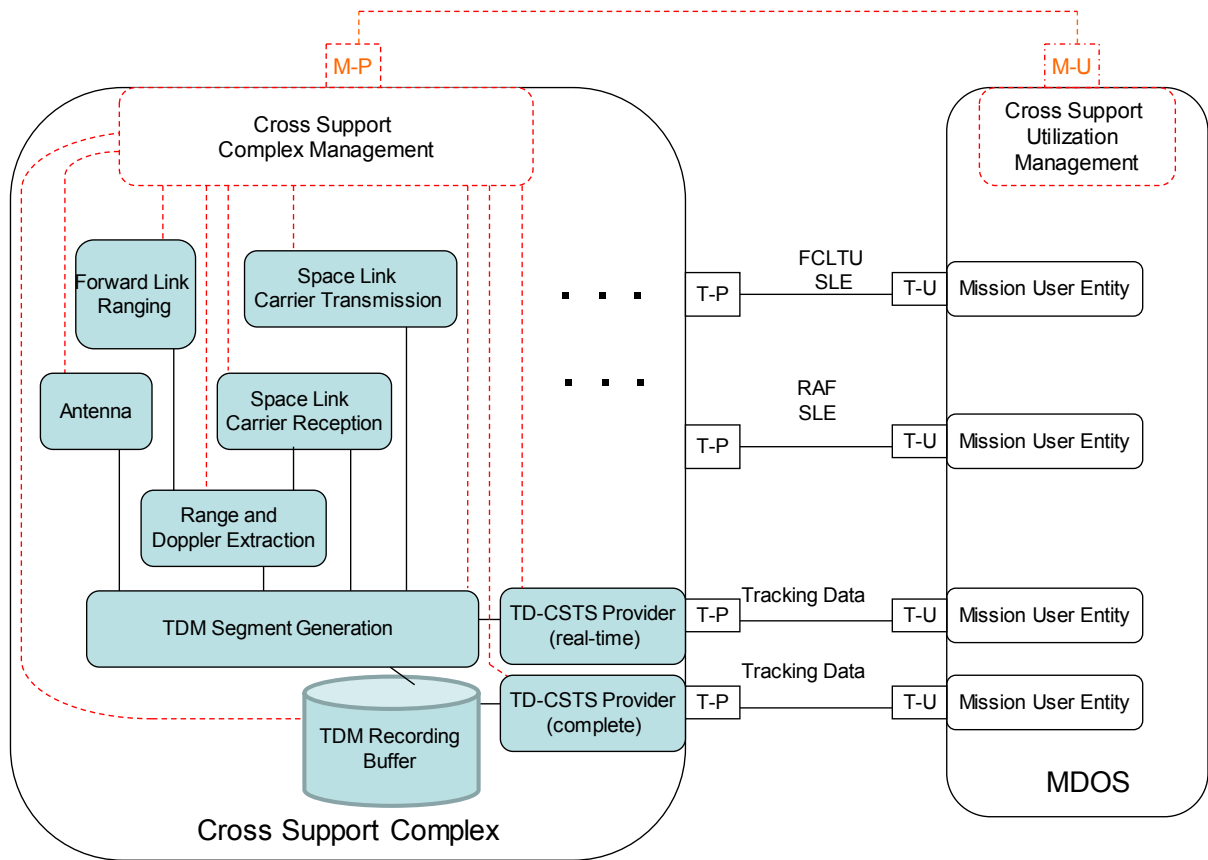 M-P
M-U
Cross Support
Complex Management
Cross Support
Utilization
Management
Forward Link
Ranging
Space Link
Carrier Transmission
. . .
FCLTU
SLE
T-P
T-U
Mission User Entity
Antenna
Space Link
Carrier Reception
. . .
RAF
SLE
T-P
T-U
Mission User Entity
Range and
Doppler Extraction
TDM Segment Generation
TD-CSTS Provider
(real-time)
T-P
Tracking Data
T-U
Mission User Entity
TD-CSTS Provider
(complete)
T-P
Tracking Data
T-U
Mission User Entity
TDM Recording
Buffer
MDOS
Cross Support Complex